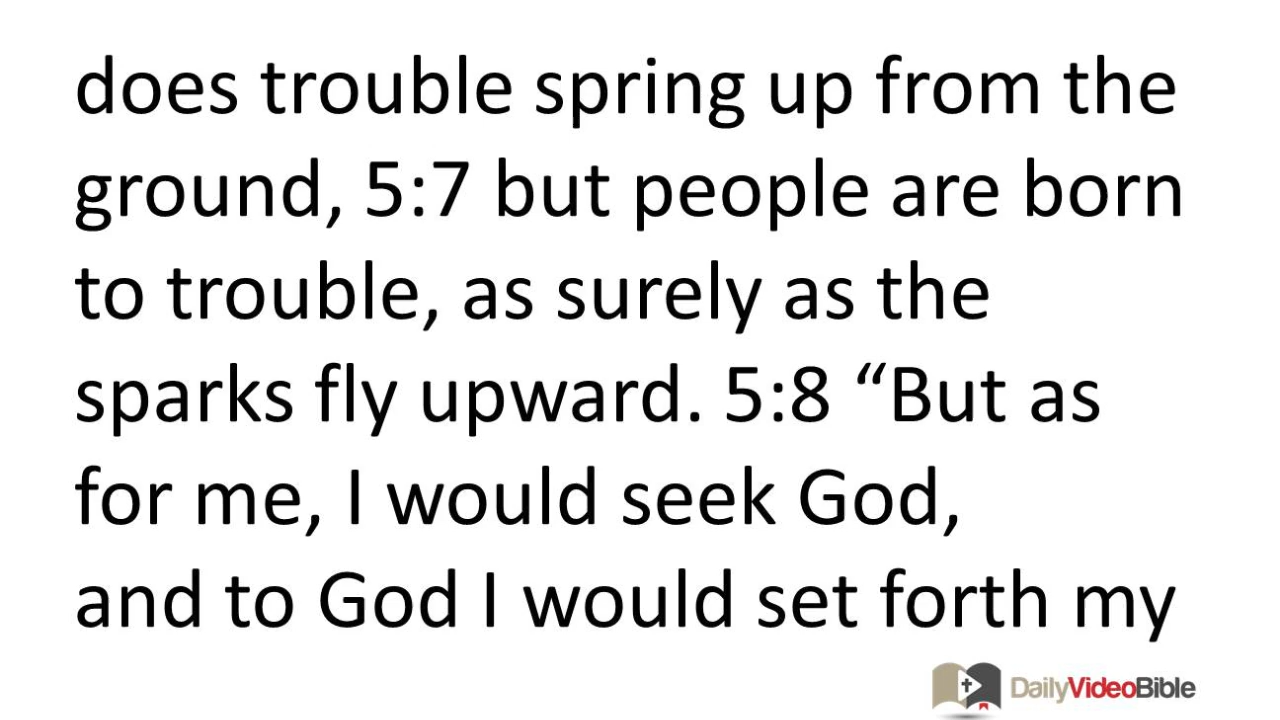 does trouble spring up from the
ground, 5:7 but people are born
to trouble, as surely as the
sparks fly upward. 5:8 “But as
for me, I would seek God,
and to God I would set forth my
DailyVideoBible